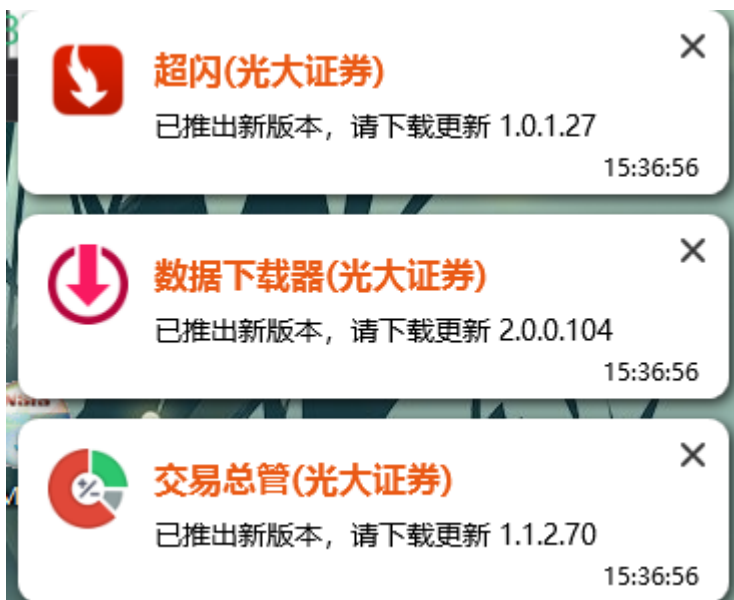 超闪(光大证券)
已推出新版本，请下载更新 1.0.1.27
15:36:56
数据下载器(光大证券)
已推出新版本，请下载更新 2.0.0.104
15:36:56
交易总管(光大证券)
已推出新版本，请下载更新 1.1.2.70
15:36:56